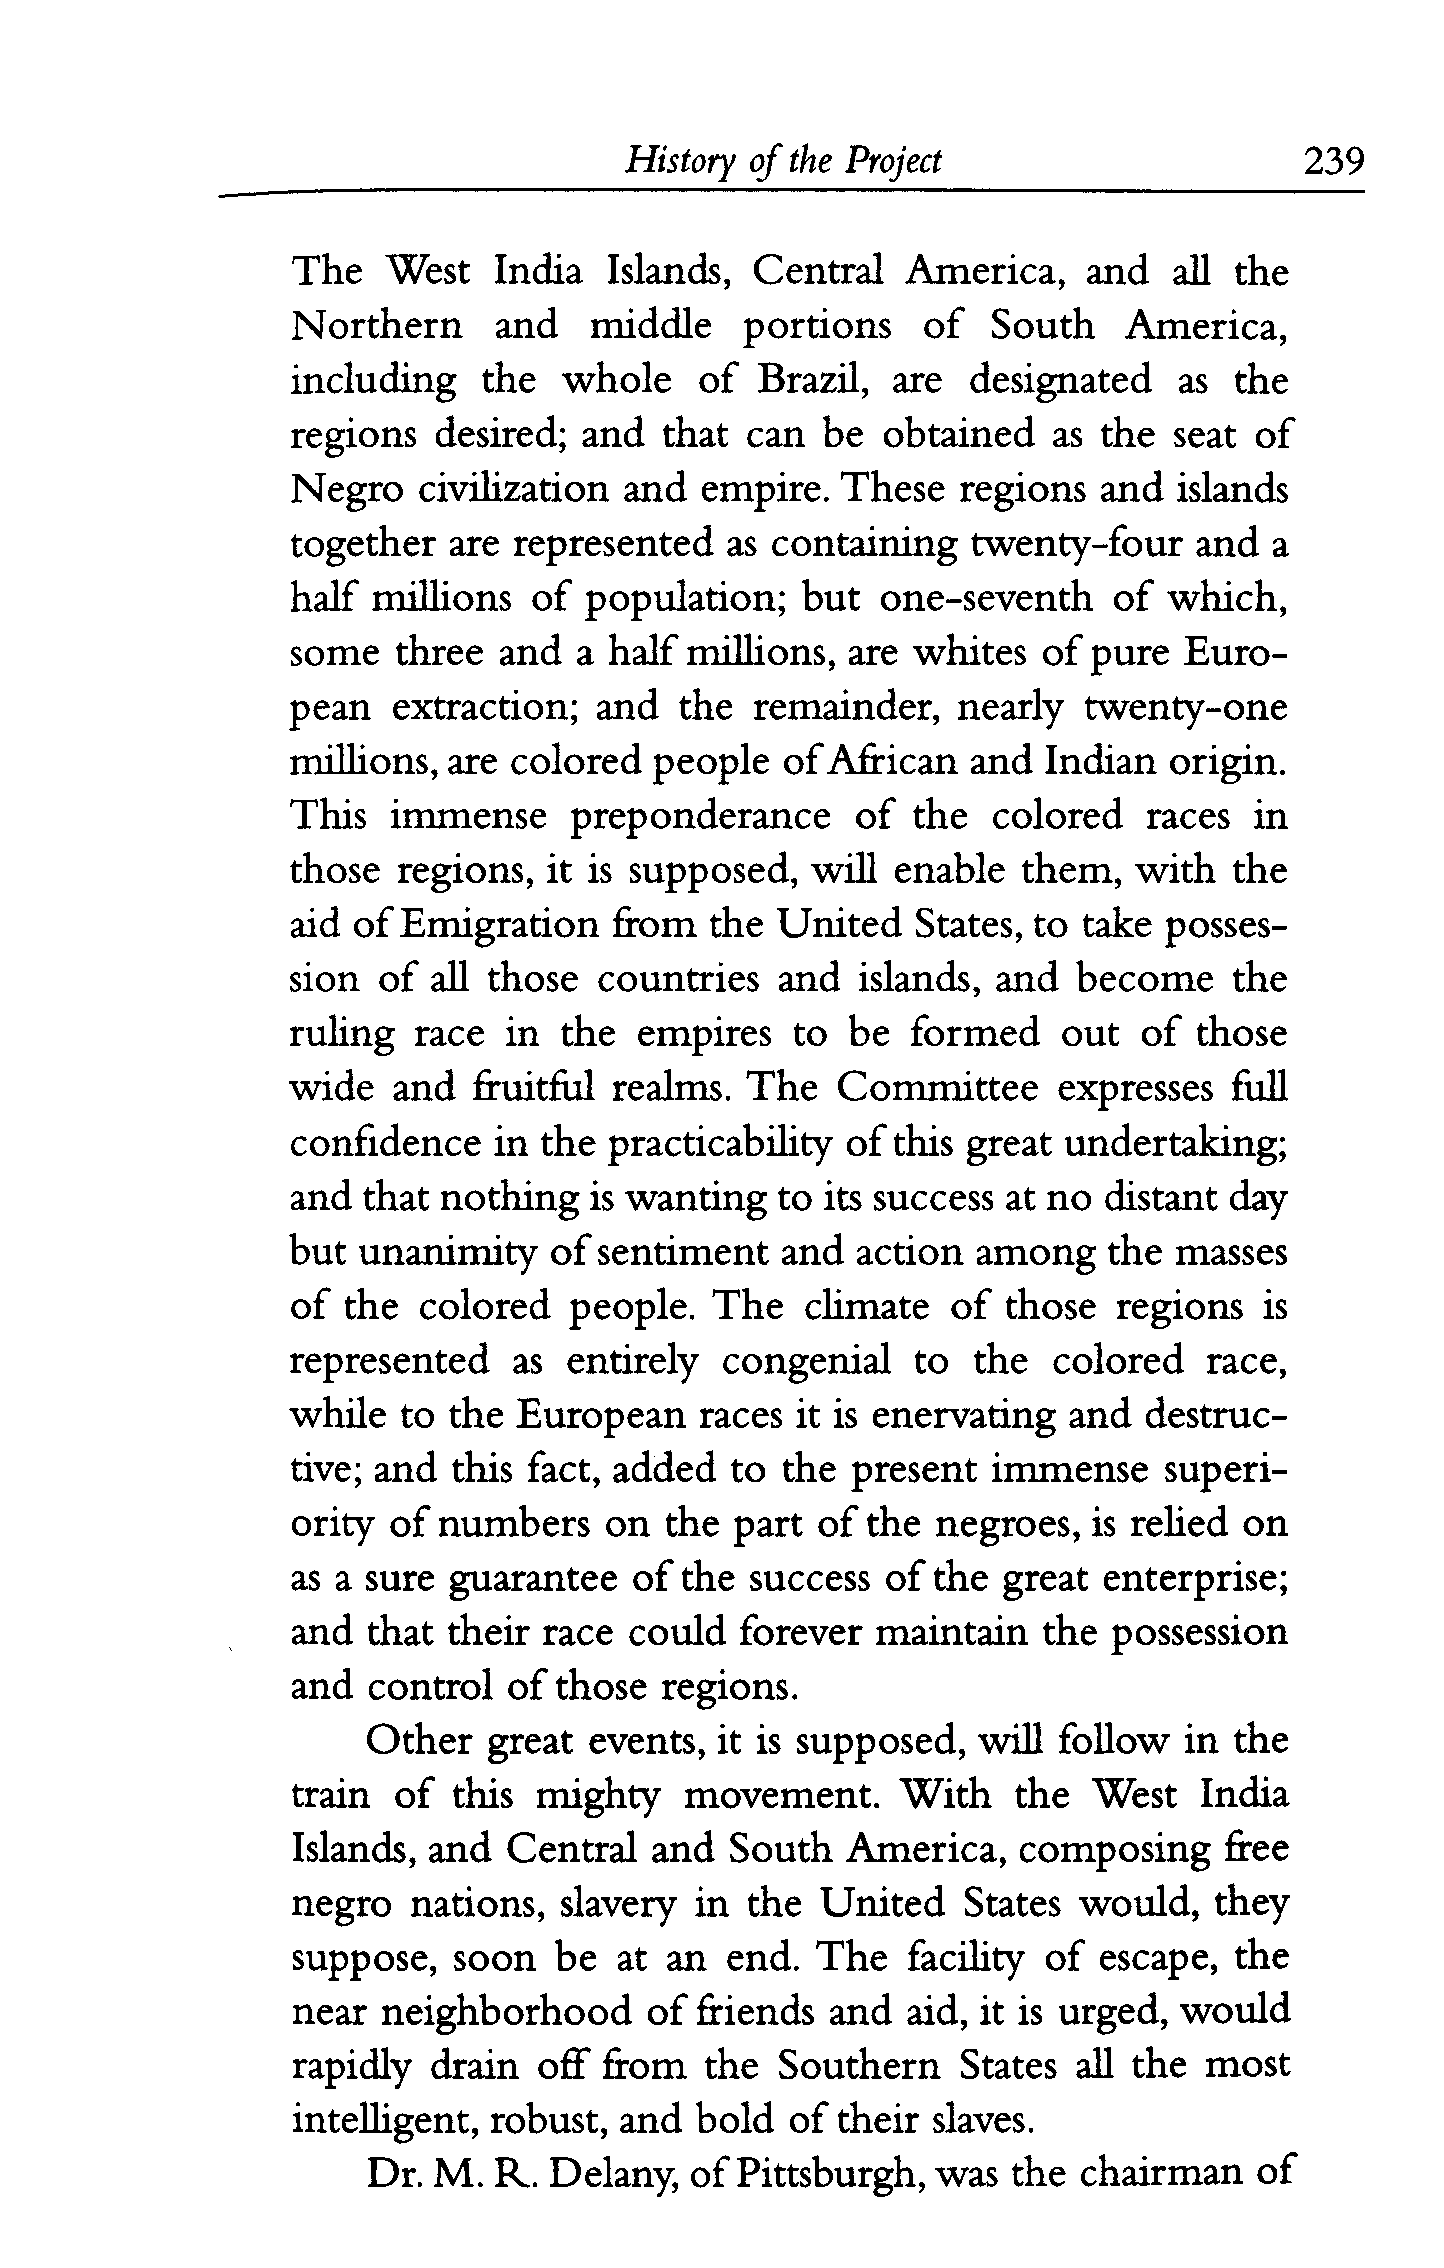 History of the Project 239
The West India Islands, Central America, and all the
Northern and middle portions of South America,
including the whole of Brazil, are designated as the
regions desired; and that can be obtained as the seat of
Negro civilization and empire. These regions and islands
together are represented as containing twenty-four and a
half millions of population; but one-seventh of which,
some three and a half millions, are whites of pure Euro-
pean extraction; and the remainder, nearly twenty-one
millions, are colored people of African and Indian origin.
This immense preponderance of the colored races in
those regions, it is supposed, will enable them, with the
aid of Emigration from the United States, to take posses-
sion of all those countries and islands, and become the
ruling race in the empires to be formed out of those
wide and fruitful realms. The Committee expresses full
confidence in the practicability of this great undertaking;
and that nothing is wanting to its success at no distant day
but unanimity of sentiment and action among the masses
of the colored people. The climate of those regions is
represented as entirely congenial to the colored race,
while to the European races it is enervating and destruc-
tive; and this fact, added to the present immense superi-
ority of numbers on the part of the negroes, is relied on
as a sure guarantee of the success of the great enterprise;
and that their race could forever maintain the possession
and control of those regions.
Other great events, it is supposed, will follow in the
train of this mighty movement. With the West India
Islands, and Central and South America, composing free
negro nations, slavery in the United States would, they
suppose, soon be at an end. The facility of escape, the
near neighborhood of friends and aid, it is urged, would
rapidly drain off from the Southern States all the most
intelligent, robust, and bold of their slaves.
Dr. M. R. Delany, of Pittsburgh, was the chairman of